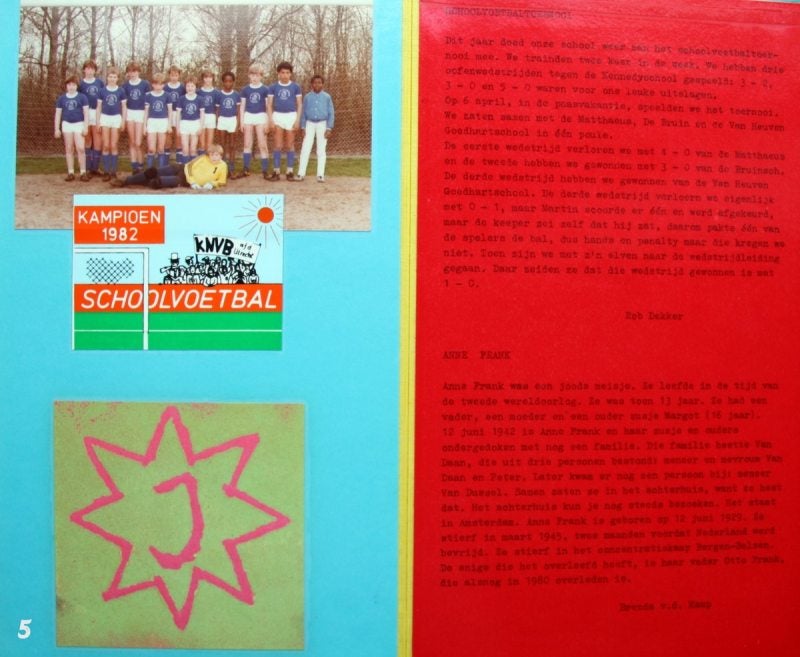 KAMPIOEN
1982
KNVB afd
Utrecht
SCHOOLVOETBAL
5
SCHOOLVOETBALTOERNOOI
Dit jaar deed onze school weer aan het schoolvoetbaltoer-
nooi mee. We trainden twee keer in de week. We hebben drie
oefenwedstrijden tegen de Kennedyschool gespeeld: 3 - 2,
3 - 0 en 5 - 0 waren voor ons leuke uitslagen.
Op 6 april, in de paasvakantie, speelden we het toernooi.
We zaten samen met de Matthaeus, De Bruin en de Van Heuven
Goedhartschool in één poule.
De eerste wedstrijd verloren we met 4 - 0 van de Matthaeus
en de tweede hebben we gewonnen met 3 - 0 van de Bruinsch.
De derde wedstrijd hebben we gewonnen van de Van Heuven
Goedhartschool. De derde wedstrijd verloren we eigenlijk
met 0 - 1, maar Martin scoorde er één en werd afgekeurd,
maar de keeper zei zelf dat hij zat, daarom pakte één van
de spelers de bal, dus hands en penalty maar die kregen we
niet. Toen zijn we met z'n elven naar de wedstrijdleiding
gegaan. Daar zeiden ze dat die wedstrijd gewonnen is met
1 - 0.
Rob Dekker
ANNE FRANK
Anne Frank was een joods meisje. Ze leefde in de tijd van
de tweede wereldoorlog. Ze was toen 13 jaar. Ze had een
vader, een moeder en een ouder zusje Margot (16 jaar).
12 juni 1942 is Anne Frank en haar zusje en ouders
ondergedoken met nog een familie. Die familie heette Van
Daan, die uit drie personen bestond: meneer en mevrouw Van
Daan en Peter. Later kwam er nog een persoon bij: meneer
Van Dussel. Samen zaten ze in het achterhuis, want zo heet
dat. Het achterhuis kun je nog steeds bezoeken. Het staat
in Amsterdam. Anne Frank is geboren op 12 juni 1929. Ze
stierf in maart 1945, twee maanden voordat Nederland werd
bevrijd. Ze stierf in het concentratiekamp Bergen-Belsen.
De enige die het overleefd heeft, is haar vader Otto Frank,
die alsnog in 1980 overleden is.
Brenda v.d. Kaap